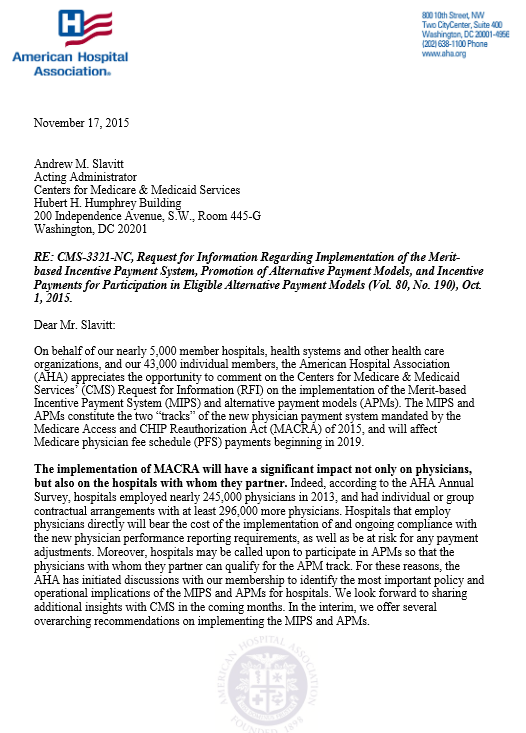 H
American Hospital
Association®
800 10th Street, NW
Two CityCenter, Suite 400
Washington, DC 20001-4956
(202) 638-1100 Phone
www.aha.org
November 17, 2015
Andrew M. Slavitt
Acting Administrator
Centers for Medicare & Medicaid Services
Hubert H. Humphrey Building
200 Independence Avenue, S.W., Room 445-G
Washington, DC 20201
RE: CMS-3321-NC, Request for Information Regarding Implementation of the Merit-
based Incentive Payment System, Promotion of Alternative Payment Models, and Incentive
Payments for Participation in Eligible Alternative Payment Models (Vol. 80, No. 190), Oct.
1, 2015.
Dear Mr. Slavitt:
On behalf of our nearly 5,000 member hospitals, health systems and other health care
organizations, and our 43,000 individual members, the American Hospital Association
(AHA) appreciates the opportunity to comment on the Centers for Medicare & Medicaid
Services’ (CMS) Request for Information (RFI) on the implementation of the Merit-based
Incentive Payment System (MIPS) and alternative payment models (APMs). The MIPS and
APMs constitute the two “tracks” of the new physician payment system mandated by the
Medicare Access and CHIP Reauthorization Act (MACRA) of 2015, and will affect
Medicare physician fee schedule (PFS) payments beginning in 2019.
The implementation of MACRA will have a significant impact not only on physicians,
but also on the hospitals with whom they partner. Indeed, according to the AHA Annual
Survey, hospitals employed nearly 245,000 physicians in 2013, and had individual or group
contractual arrangements with at least 296,000 more physicians. Hospitals that employ
physicians directly will bear the cost of the implementation of and ongoing compliance with
the new physician performance reporting requirements, as well as be at risk for any payment
adjustments. Moreover, hospitals may be called upon to participate in APMs so that the
physicians with whom they partner can qualify for the APM track. For these reasons, the
AHA has initiated discussions with our membership to identify the most important policy and
operational implications of the MIPS and APMs for hospitals. We look forward to sharing
additional insights with CMS in the coming months. In the interim, we offer several
overarching recommendations on implementing the MIPS and APMs.
AMERICAN HOSPITAL ASSOCIATION
FOUNDED IN 1898